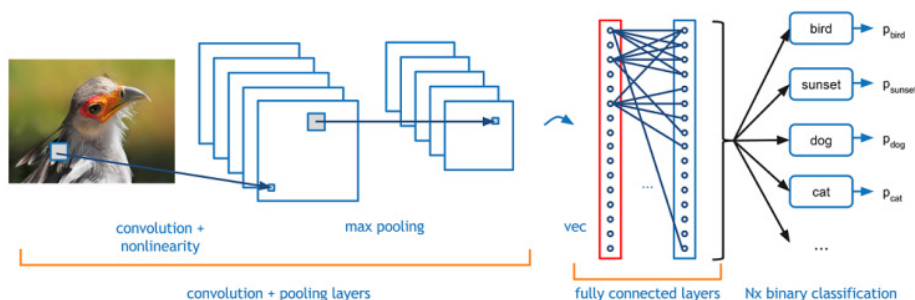 bird
p_bird
sunset
p_sunset
dog
p_dog
cat
p_cat
...
...
convolution +
nonlinearity
max pooling
vec
convolution + pooling layers
fully connected layers
Nx binary classification